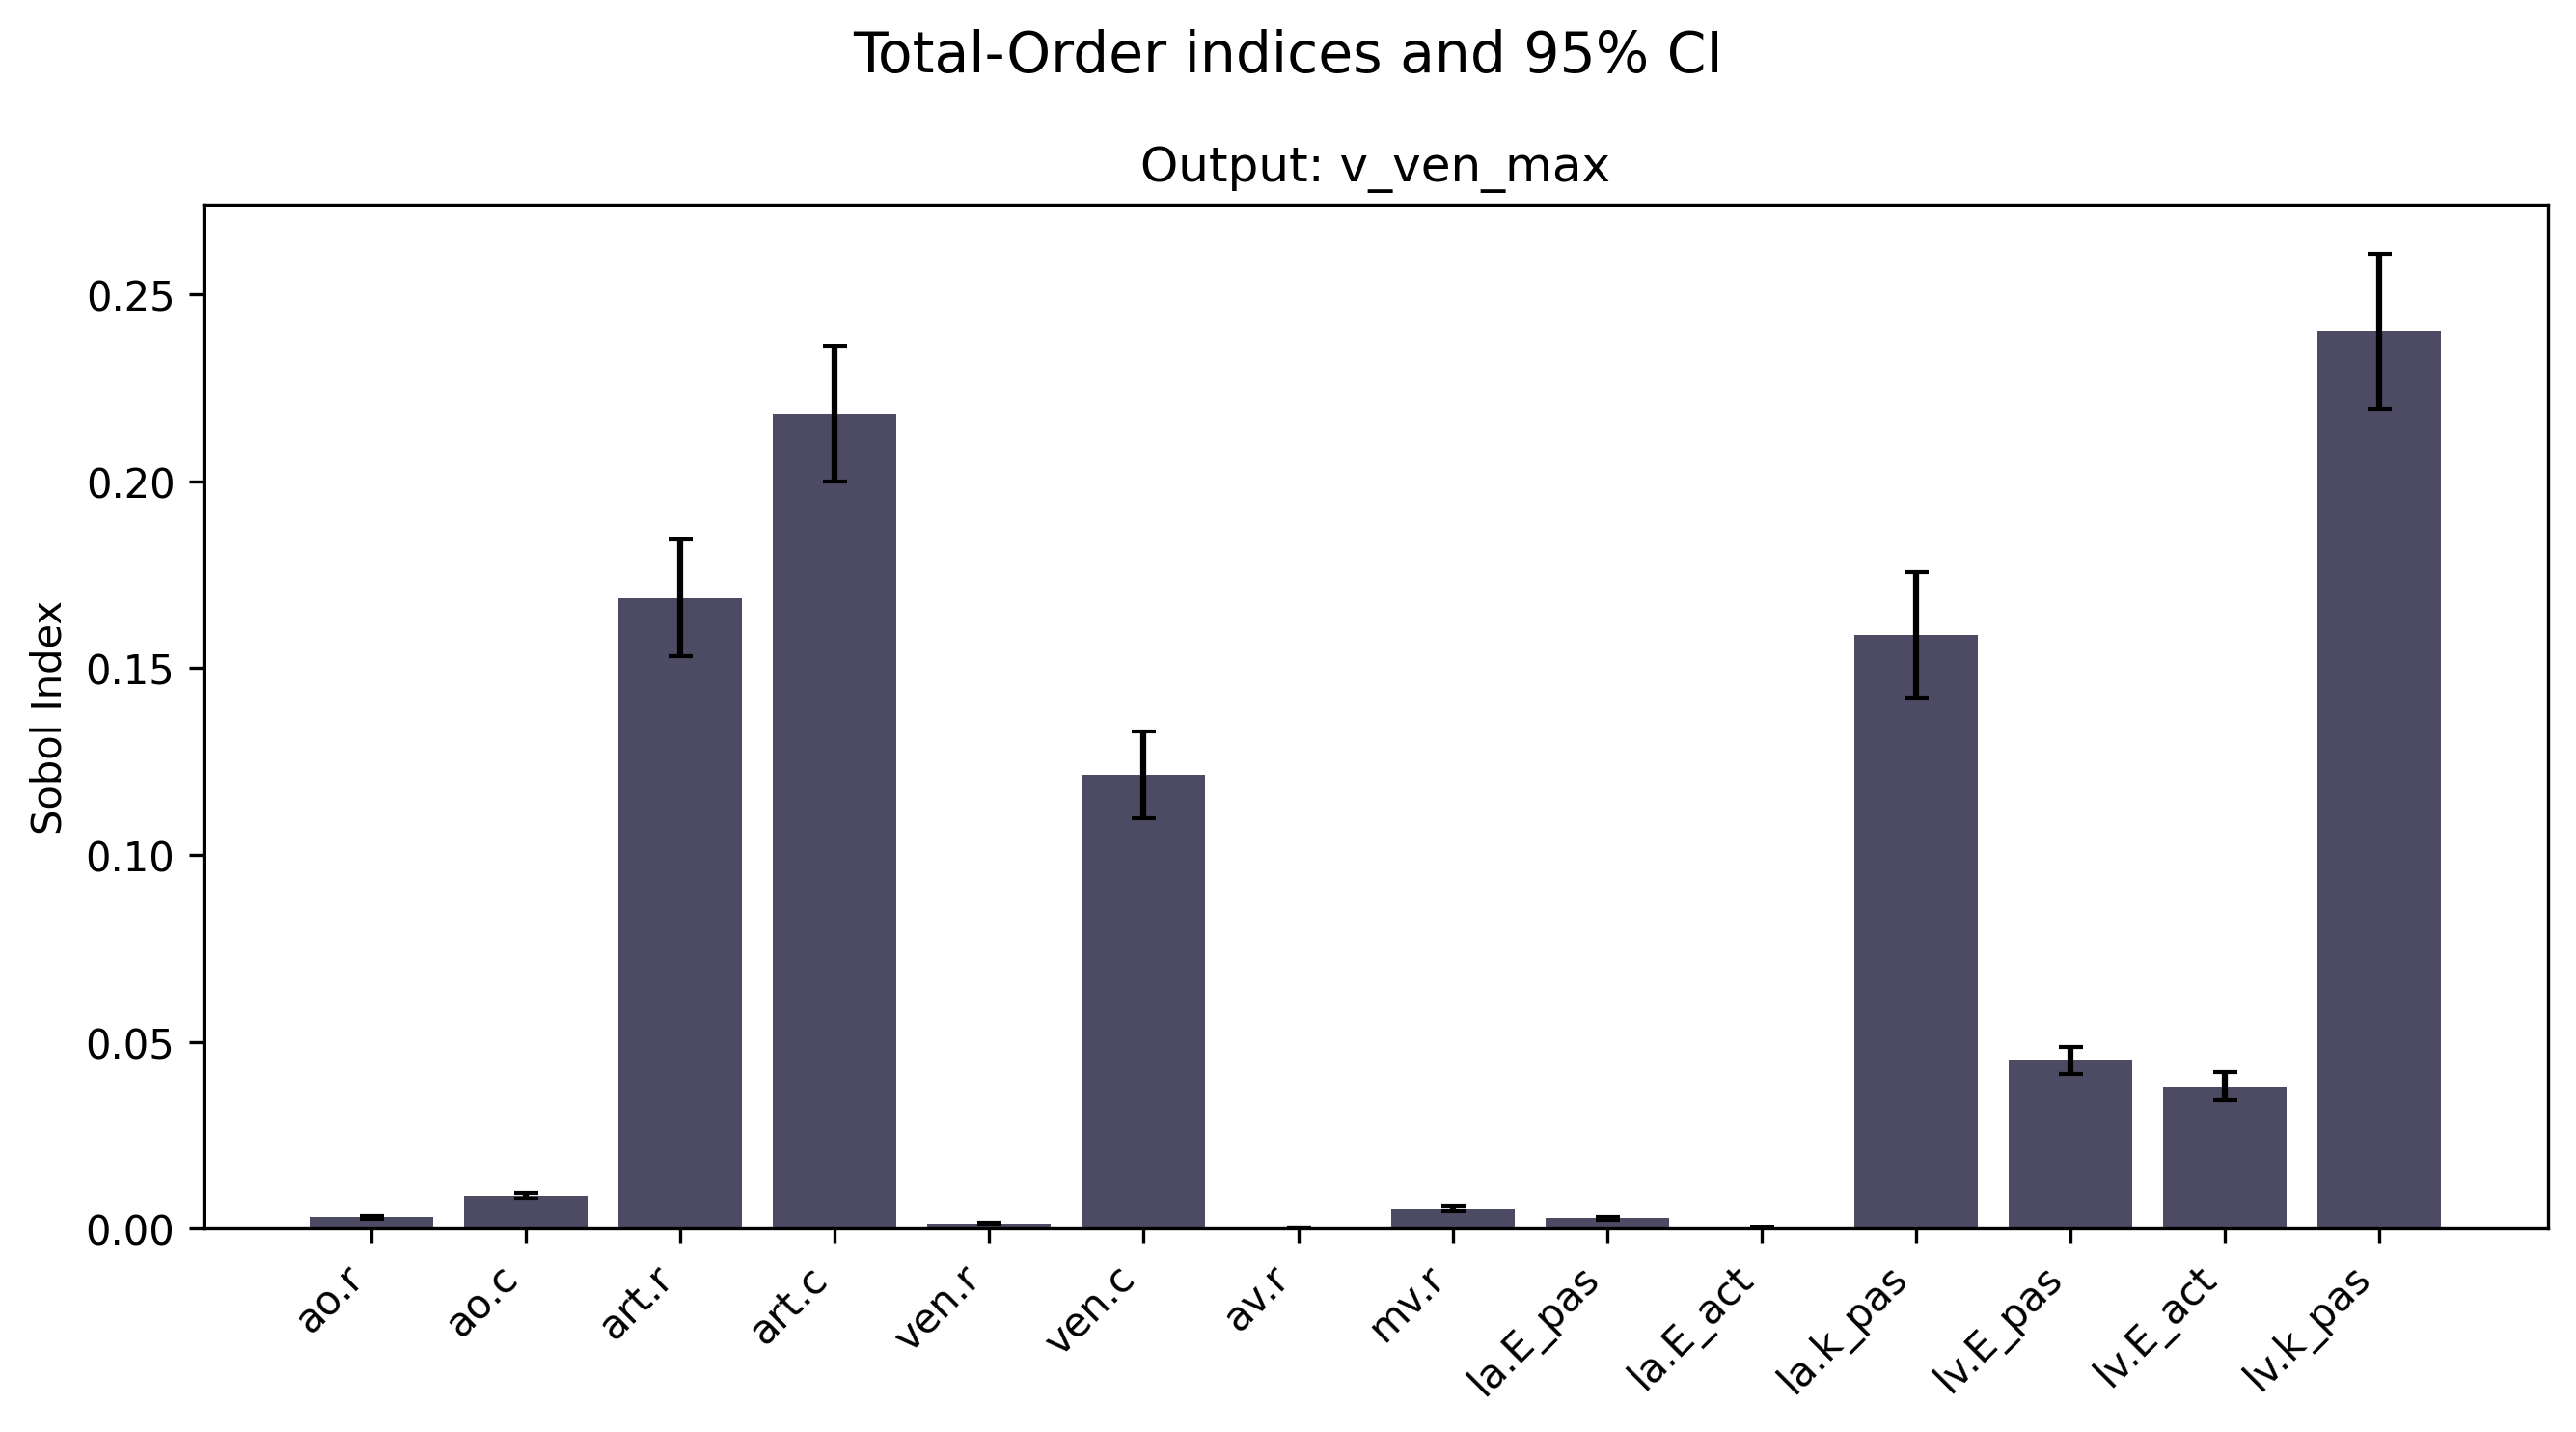 Total-Order indices and 95% CI
Output: v_ven_max
Sobol Index
0.25
0.20
0.15
0.10
0.05
0.00
ao.r
ao.c
art.r
art.c
ven.r
ven.c
av.r
mv.r
la.E_pas
la.E_act
la.k_pas
lv.E_pas
lv.E_act
lv.k_pas